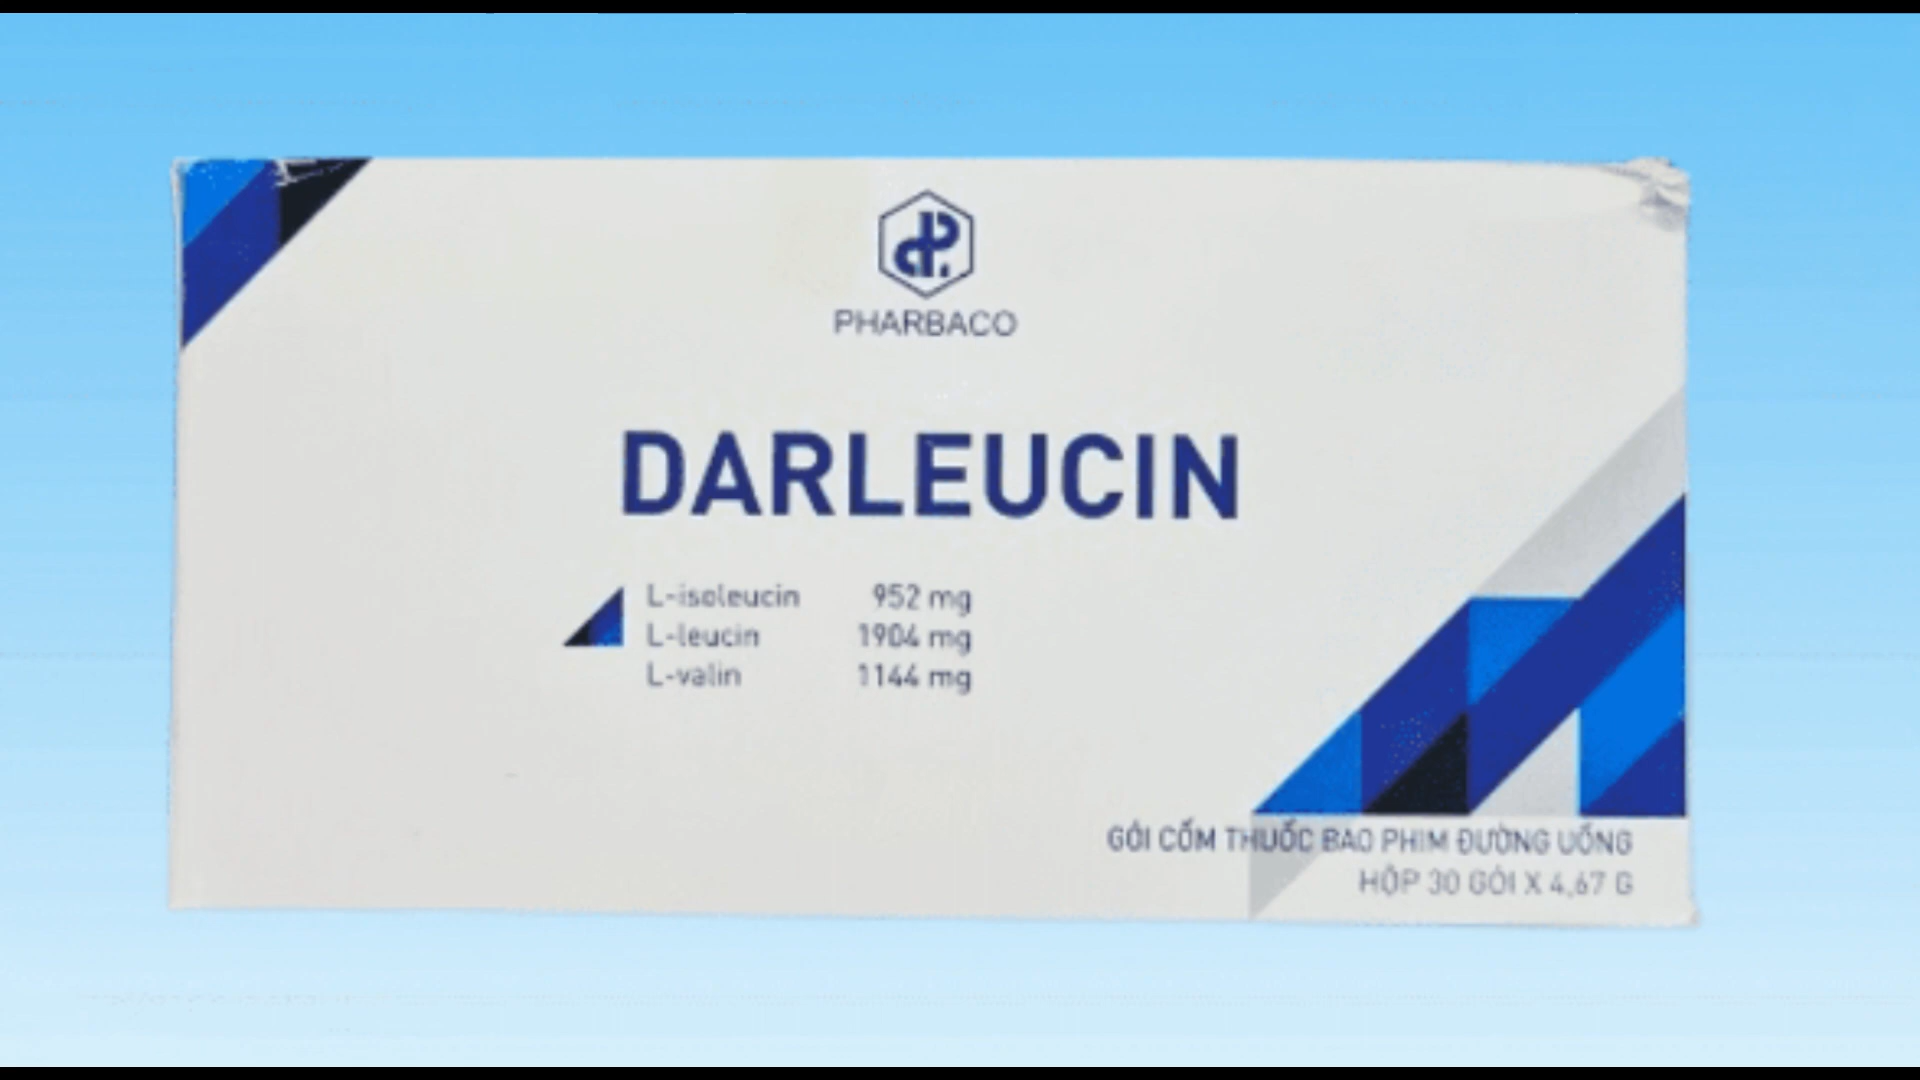 PHARBACO
DARLEUCIN
L-isoleucin 952 mg
L-leucin 1904 mg
L-valin 1144 mg
GÓI CỐM THUỐC BAO PHIM ĐƯỜNG UỐNG
HỘP 30 GÓI X 4,67 G